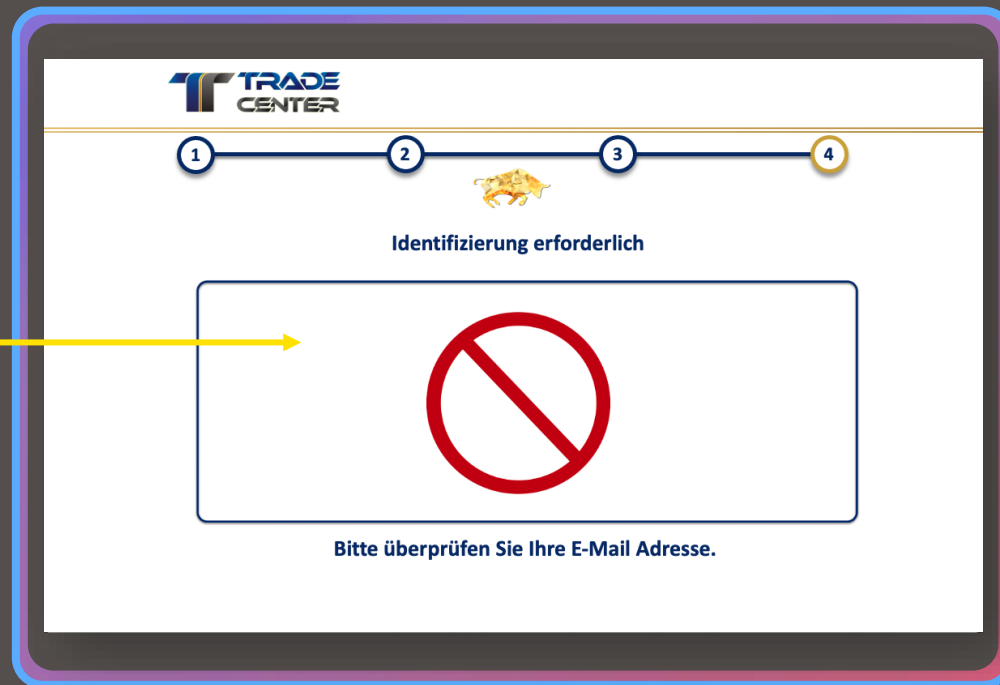 TRADE
CENTER
1 2 3 4
Identifizierung erforderlich
Bitte überprüfen Sie Ihre E-Mail Adresse.